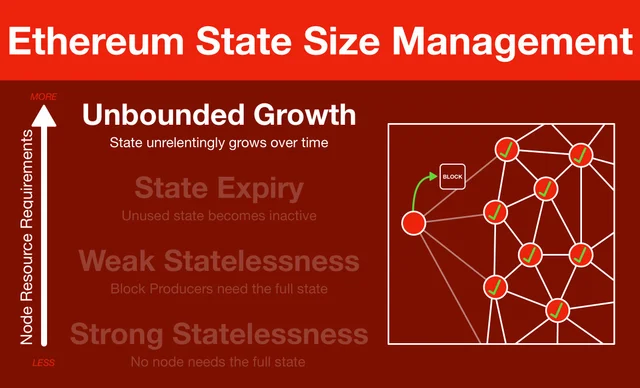 Ethereum State Size Management
MORE
Node Resource Requirements
LESS
Unbounded Growth
State unrelentingly grows over time
State Expiry
Unused state becomes inactive
Weak Statelessness
Block Producers need the full state
Strong Statelessness
No node needs the full state
BLOCK